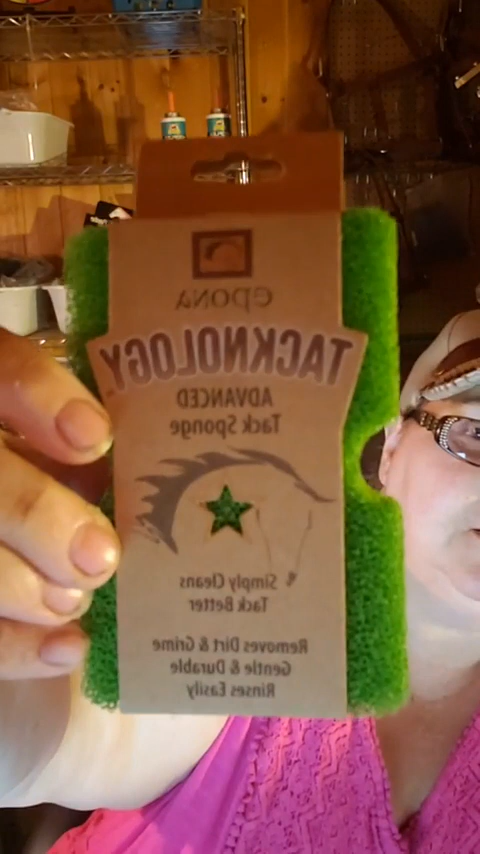 epona
TACKNOLOGY
ADVANCED
Tack Sponge
Simply Cleans
Tack Better
Removes Dirt & Grime
Gentle & Durable
Rinses Easily